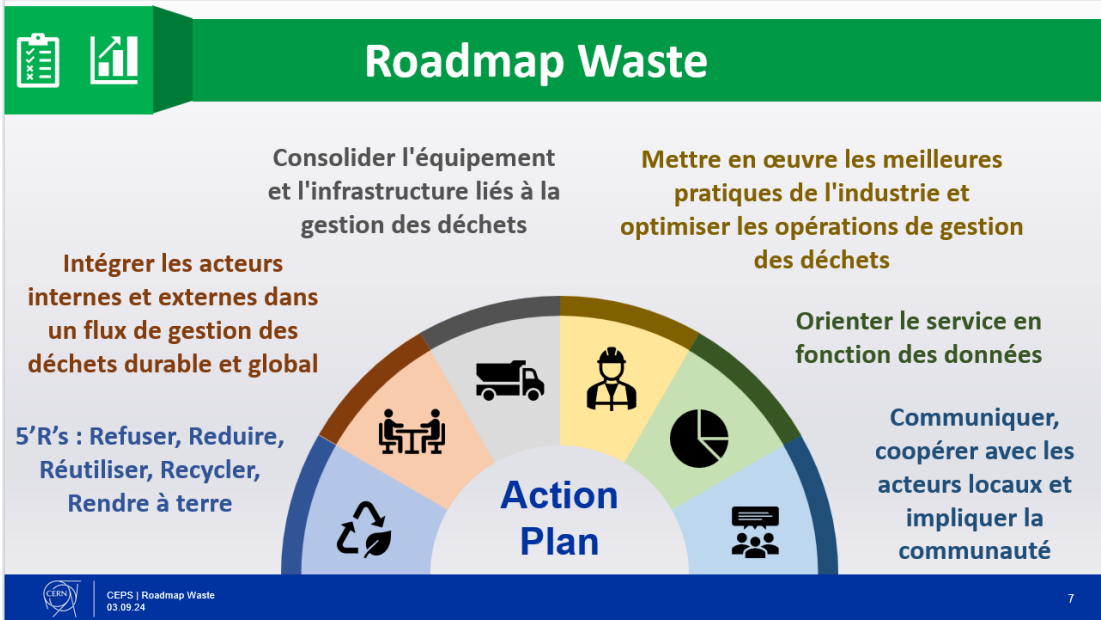 Roadmap Waste
Consolider l'équipement
et l'infrastructure liés à la
gestion des déchets
Mettre en œuvre les meilleures
pratiques de l'industrie et
optimiser les opérations de gestion
des déchets
Intégrer les acteurs
internes et externes dans
un flux de gestion des
déchets durable et global
Orienter le service en
fonction des données
5’R’s : Refuser, Reduire,
Réutiliser, Recycler,
Rendre à terre
Communiquer,
coopérer avec les
acteurs locaux et
impliquer la
communauté
Action
Plan
CERN
CEPS | Roadmap Waste
03.09.24
7